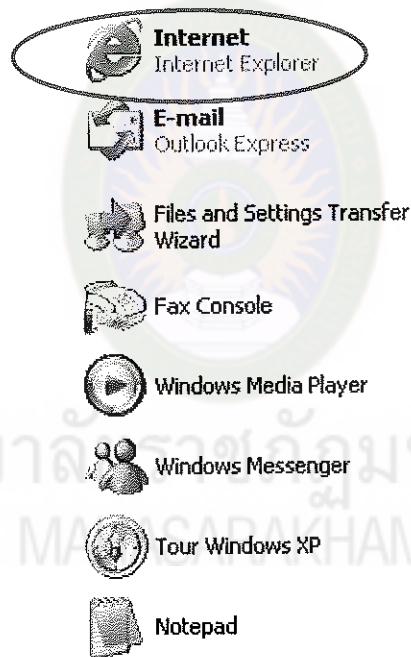 Internet
Internet Explorer
E-mail
Outlook Express
Files and Settings Transfer
Wizard
Fax Console
Windows Media Player
Windows Messenger
Tour Windows XP
Notepad